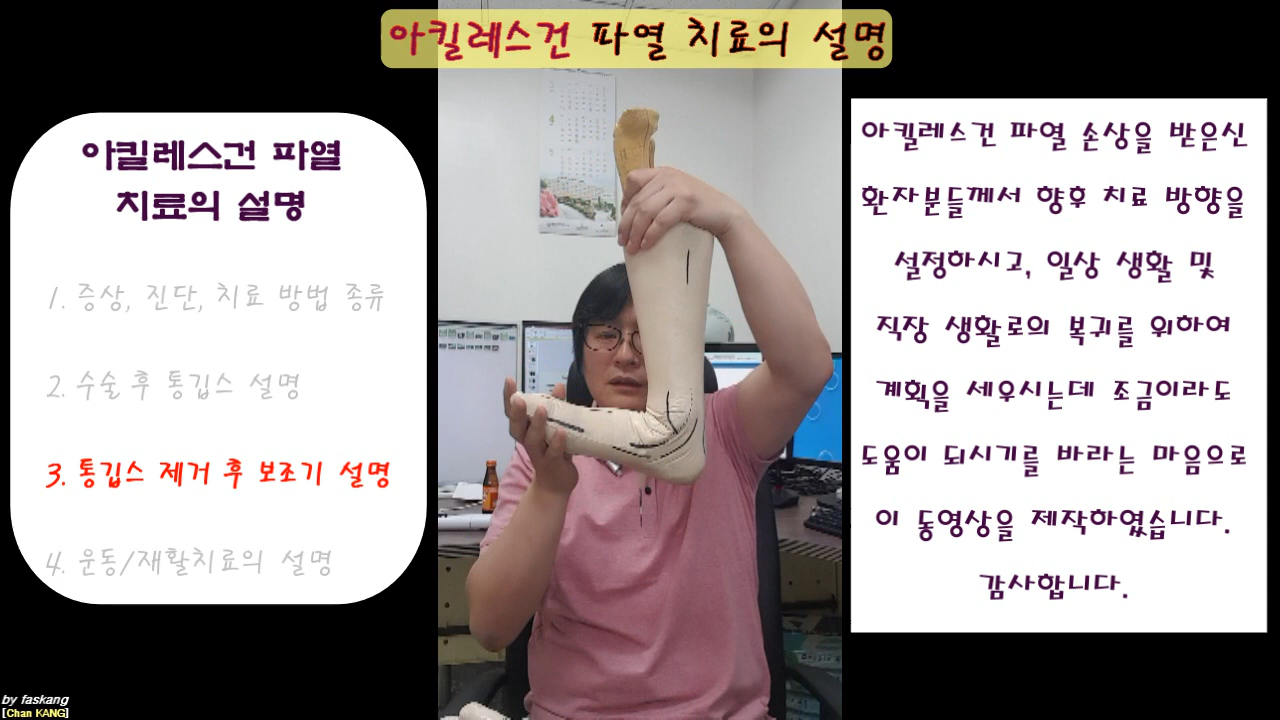 아킬레스건 파열 치료의 설명
아킬레스건 파열
치료의 설명
1. 증상, 진단, 치료 방법 종류
2. 수술 후 통깁스 설명
3. 통깁스 제거 후 보조기 설명
4. 운동/재활치료의 설명
아킬레스건 파열 손상을 받은신
환자분들께서 향후 치료 방향을
설정하시고, 일상 생활 및
직장 생활로의 복귀를 위하여
계획을 세우시는데 조금이라도
도움이 되시기를 바라는 마음으로
이 동영상을 제작하였습니다.
감사합니다.
by faskang
[Chan KANG]